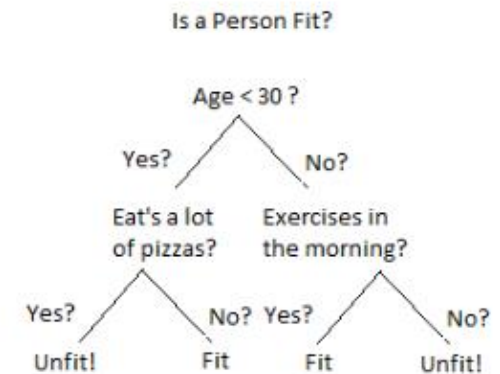 Is a Person Fit?
Age < 30 ?
Yes?
No?
Eat's a lot
of pizzas?
Exercises in
the morning?
Yes?
No?
Yes?
No?
Unfit!
Fit
Fit
Unfit!